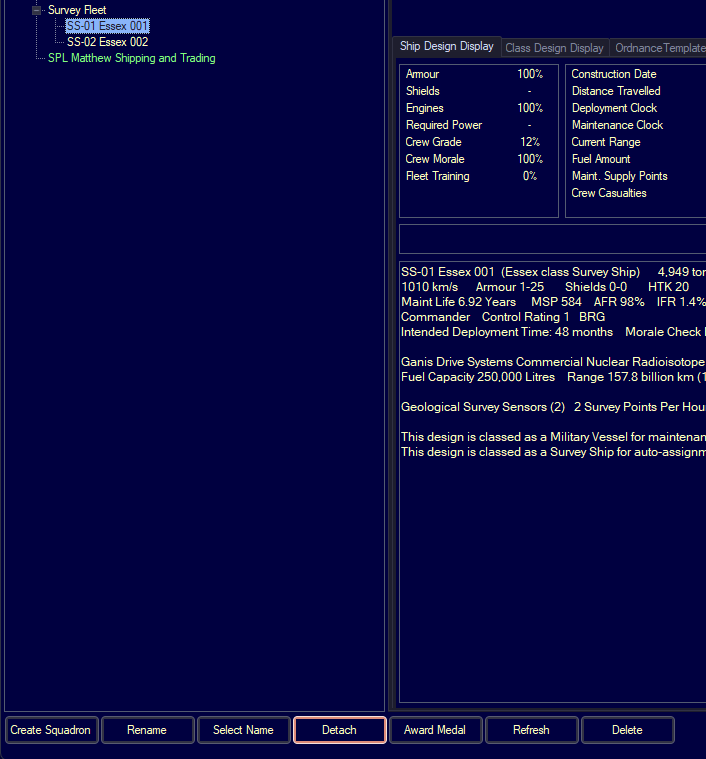 Survey Fleet
SS-01 Essex 001
SS-02 Essex 002
SPL Matthew Shipping and Trading
Ship Design Display Class Design Display OrdnanceTemplate
Armour 100%
Shields -
Engines 100%
Required Power -
Crew Grade 12%
Crew Morale 100%
Fleet Training 0%
Construction Date
Distance Travelled
Deployment Clock
Maintenance Clock
Current Range
Fuel Amount
Maint. Supply Points
Crew Casualties
SS-01 Essex 001 (Essex class Survey Ship) 4,949 ton
1010 km/s Armour 1-25 Shields 0-0 HTK 20
Maint Life 6.92 Years MSP 584 AFR 98% IFR 1.4%
Commander Control Rating 1 BRG
Intended Deployment Time: 48 months Morale Check
Ganis Drive Systems Commercial Nuclear Radioisotope
Fuel Capacity 250,000 Litres Range 157.8 billion km (1
Geological Survey Sensors (2) 2 Survey Points Per Hou
This design is classed as a Military Vessel for maintenan
This design is classed as a Survey Ship for auto-assignm
Create Squadron Rename Select Name Detach Award Medal Refresh Delete